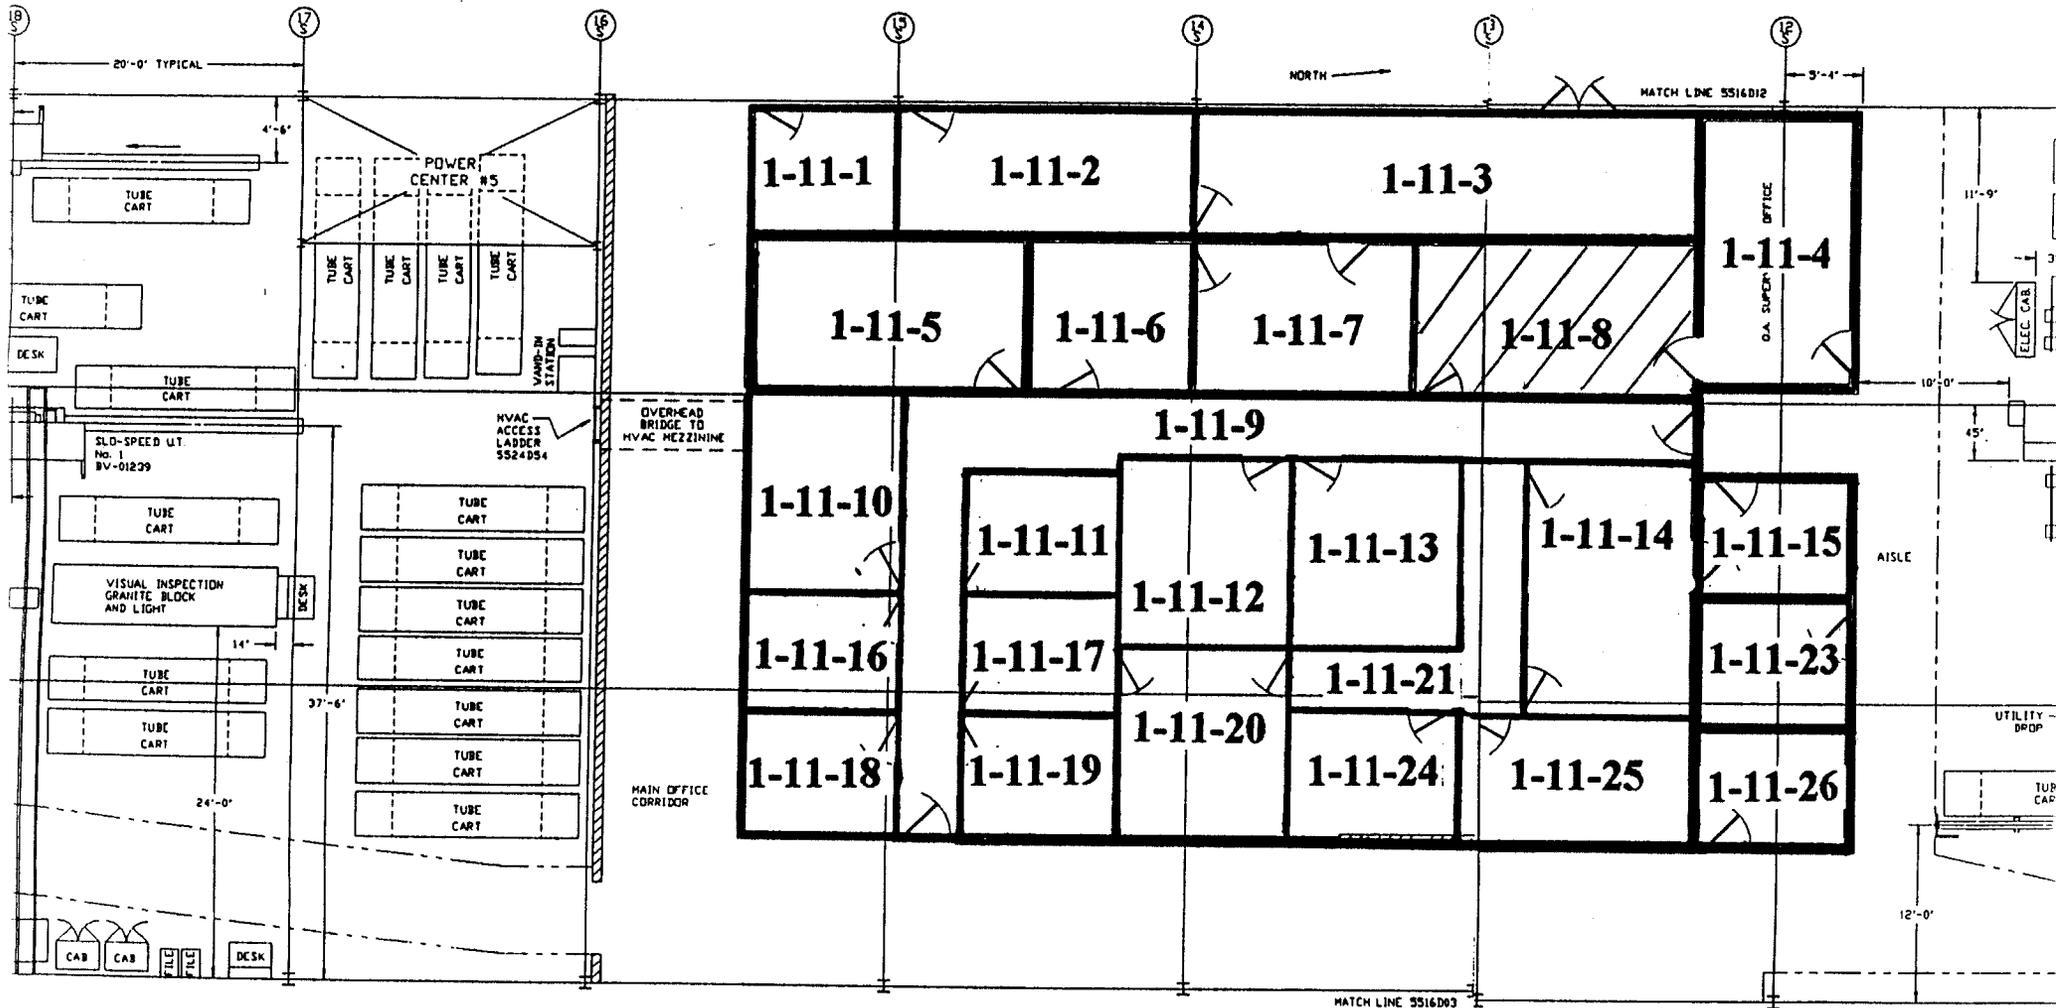 18 S
17 S
16 S
15 S
14 S
13 S
12 S
20'-0" TYPICAL
NORTH
5'-4"
MATCH LINE 5516D12
4'-6"
POWER
CENTER #5
TUBE
CART
TUBE
CART
TUBE
CART
TUBE
CART
TUBE
CART
TUBE
CART
DESK
TUBE
CART
WAND-IN
STATION
1-11-1
1-11-2
1-11-3
1-11-4
O.A. SUPER
OFFICE
11'-9"
ELEC. CAB.
3'
1-11-5
1-11-6
1-11-7
1-11-8
10'-0"
45"
HVAC
ACCESS
LADDER
5524D54
OVERHEAD
BRIDGE TO
HVAC MEZZININE
1-11-9
SLO-SPEED U.T.
No. 1
BV-01239
TUBE
CART
TUBE
CART
TUBE
CART
VISUAL INSPECTION
GRANITE BLOCK
AND LIGHT
DESK
TUBE
CART
14"
TUBE
CART
TUBE
CART
TUBE
CART
37'-6"
TUBE
CART
TUBE
CART
TUBE
CART
24'-0"
1-11-10
1-11-11
1-11-12
1-11-13
1-11-14
1-11-15
AISLE
1-11-16
1-11-17
1-11-21
1-11-23
1-11-20
UTILITY
DROP
1-11-18
1-11-19
1-11-24
1-11-25
1-11-26
MAIN OFFICE
CORRIDOR
TUB
CAR
12'-0"
CAB
CAB
FILE
FILE
DESK
MATCH LINE 5516D03